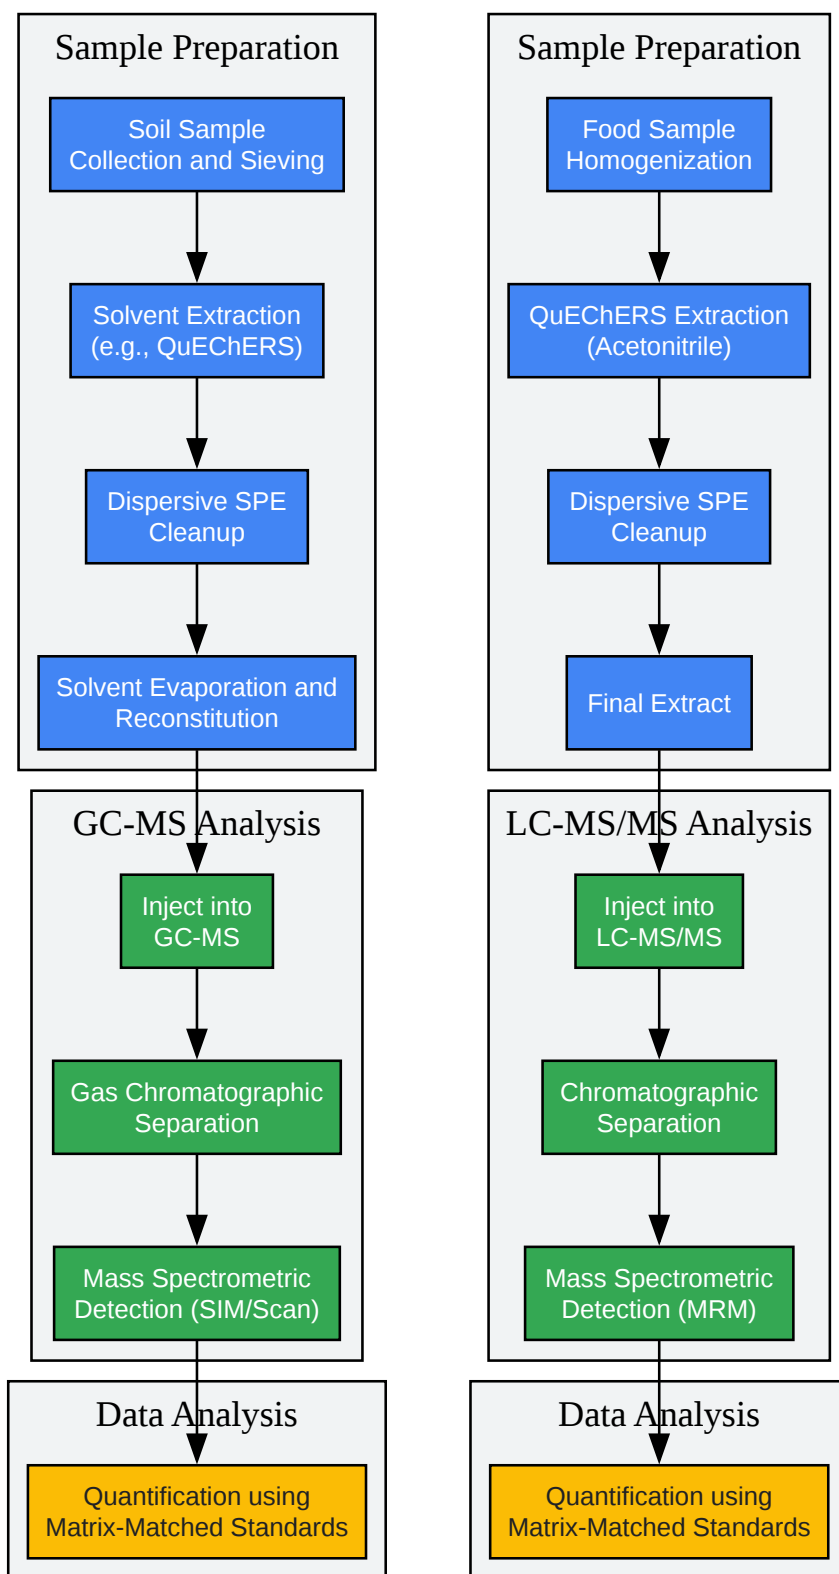 Sample Preparation
Soil Sample
Collection and Sieving
Solvent Extraction
(e.g., QuEChERS)
Dispersive SPE
Cleanup
Solvent Evaporation and
Reconstitution
GC-MS Analysis
Inject into
GC-MS
Gas Chromatographic
Separation
Mass Spectrometric
Detection (SIM/Scan)
Data Analysis
Quantification using
Matrix-Matched Standards
Sample Preparation
Food Sample
Homogenization
QuEChERS Extraction
(Acetonitrile)
Dispersive SPE
Cleanup
Final Extract
LC-MS/MS Analysis
Inject into
LC-MS/MS
Chromatographic
Separation
Mass Spectrometric
Detection (MRM)
Data Analysis
Quantification using
Matrix-Matched Standards